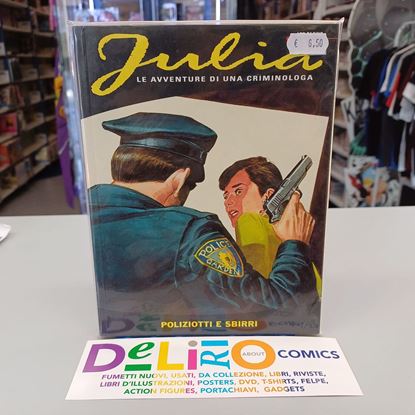 Julia
€ 6,50
LE AVVENTURE DI UNA CRIMINOLOGA
POLICE
GARDEN
POLIZIOTTI E SBIRRI
DeLiRiO ABOUT COMICS
FUMETTI NUOVI, USATI, DA COLLEZIONE, LIBRI, RIVISTE,
LIBRI D'ILLUSTRAZIONI, POSTERS, DVD, T-SHIRTS, FELPE,
ACTION FIGURES, PORTACHIAVI, GADGETS